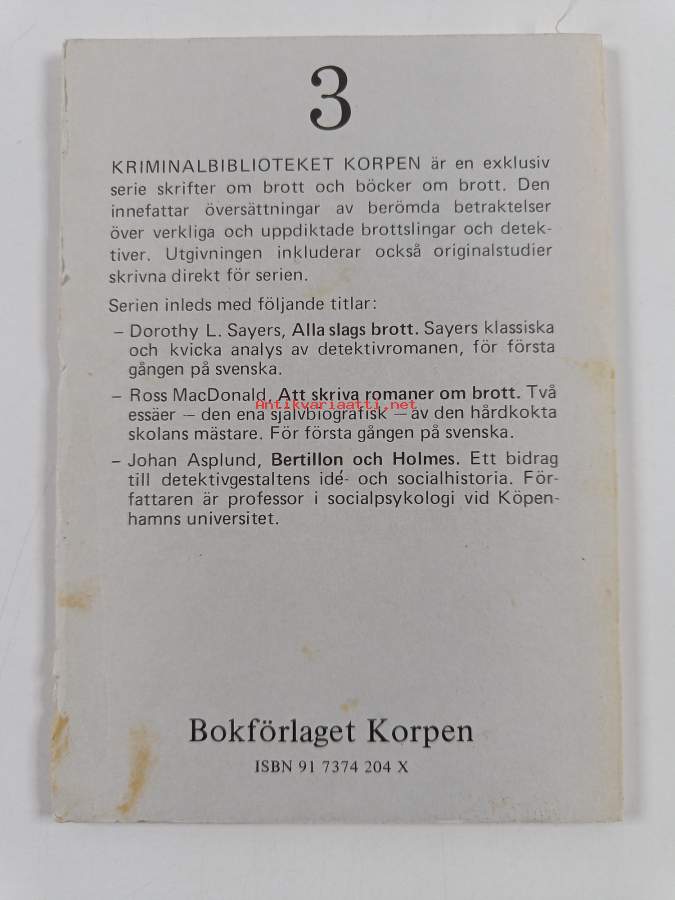 3
KRIMINALBIBLIOTEKET KORPEN är en exklusiv
serie skrifter om brott och böcker om brott. Den
innefattar översättningar av berömda betraktelser
över verkliga och uppdiktade brottslingar och detek-
tiver. Utgivningen inkluderar också originalstudier
skrivna direkt för serien.
Serien inleds med följande titlar:
– Dorothy L. Sayers, Alla slags brott. Sayers klassiska
och kvicka analys av detektivromanen, för första
gången på svenska.
– Ross MacDonald, Att skriva romaner om brott. Två
Antikvariaatti.net
essäer – den ena självbiografisk – av den hårdkokta
skolans mästare. För första gången på svenska.
– Johan Asplund, Bertillon och Holmes. Ett bidrag
till detektivgestaltens idé- och socialhistoria. För-
fattaren är professor i socialpsykologi vid Köpen-
hamns universitet.
Bokförlaget Korpen
ISBN 91 7374 204 X